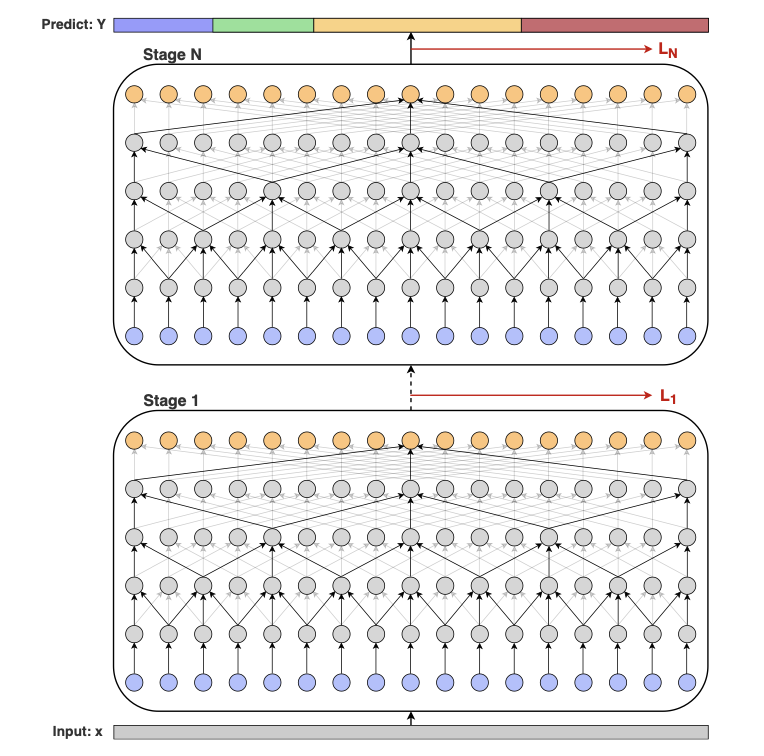 Predict: Y
Stage N
L_N
Stage 1
L_1
Input: x